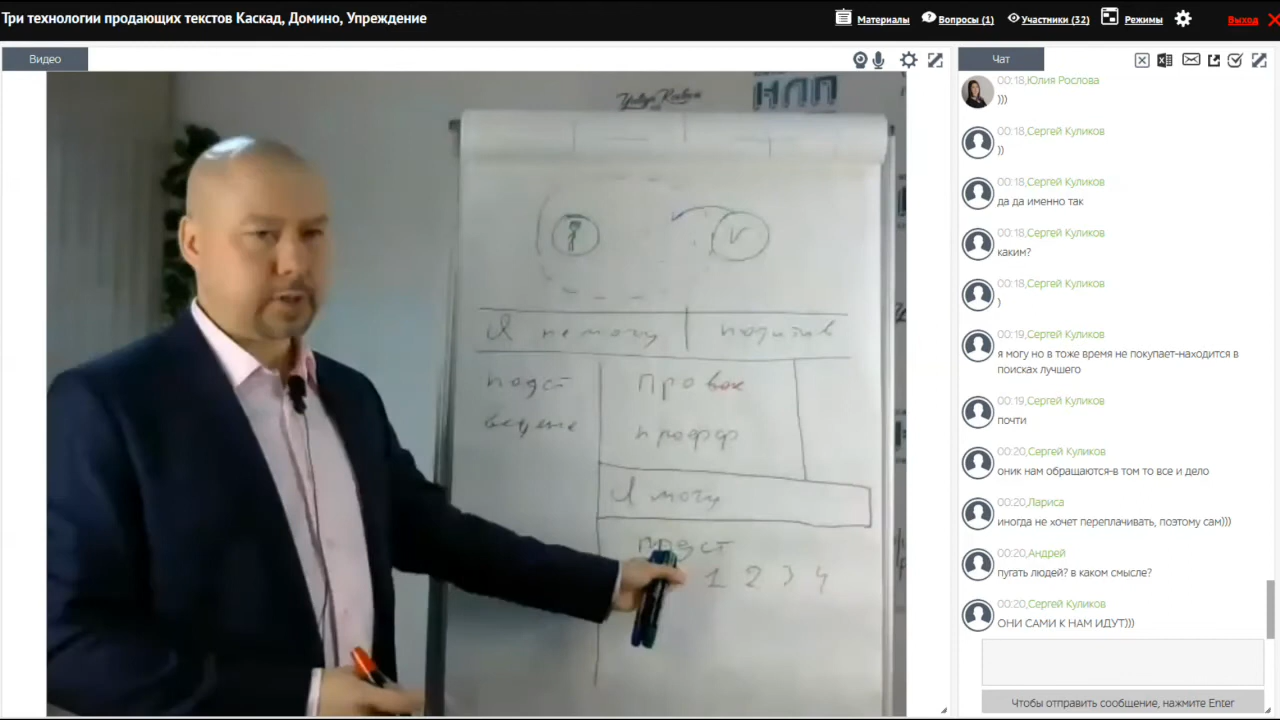 Три технологии продающих текстов Каскад, Домино, Упреждение
Материалы
Вопросы (1)
Участники (32)
Режимы
Выход
Видео
Чат
00:18,Юлия Рослова
)))
00:18,Сергей Куликов
))
00:18,Сергей Куликов
да да именно так
00:18,Сергей Куликов
каким?
00:18,Сергей Куликов
)
00:19,Сергей Куликов
я могу но в тоже время не покупает-находится в
поисках лучшего
00:19,Сергей Куликов
почти
00:20,Сергей Куликов
оник нам обращаются-в том то все и дело
00:20,Лариса
иногда не хочет переплачивать, поэтому сам)))
00:20,Андрей
пугать людей? в каком смысле?
00:20,Сергей Куликов
ОНИ САМИ К НАМ ИДУТ)))
Чтобы отправить сообщение, нажмите Enter
НЛП
Я не могу
позитив
Я могу
1 2 3 4